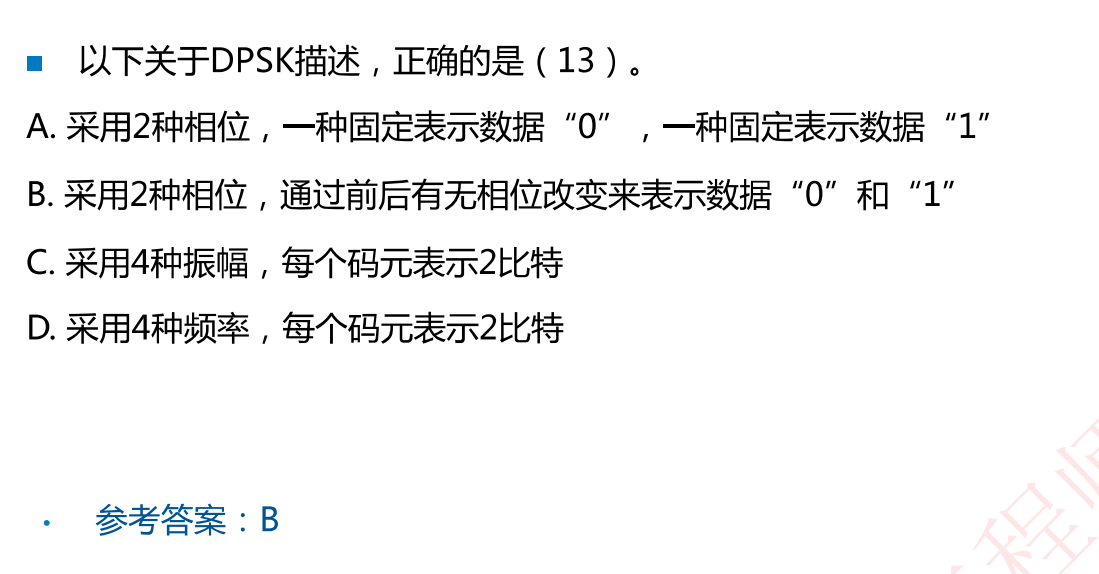 以下关于DPSK描述，正确的是（13）。
A. 采用2种相位，一种固定表示数据“0”，一种固定表示数据“1”
B. 采用2种相位，通过前后有无相位改变来表示数据“0”和“1”
C. 采用4种振幅，每个码元表示2比特
D. 采用4种频率，每个码元表示2比特
• 参考答案：B
程师